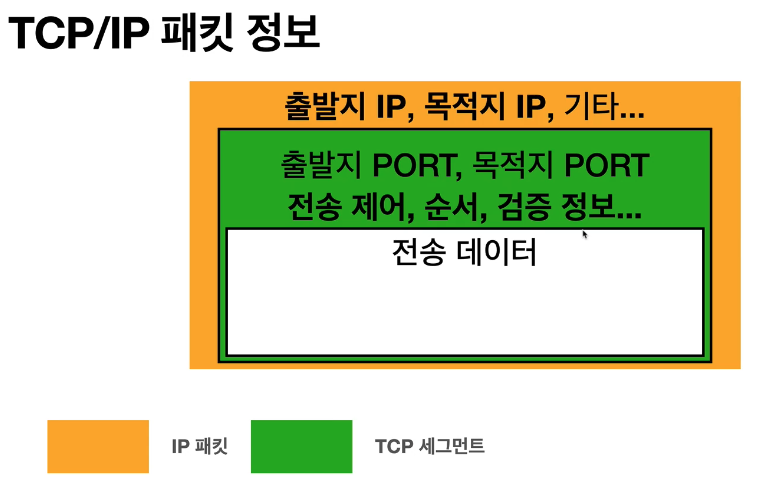 TCP/IP 패킷 정보
출발지 IP, 목적지 IP, 기타...
출발지 PORT, 목적지 PORT
전송 제어, 순서, 검증 정보...
전송 데이터
IP 패킷
TCP 세그먼트